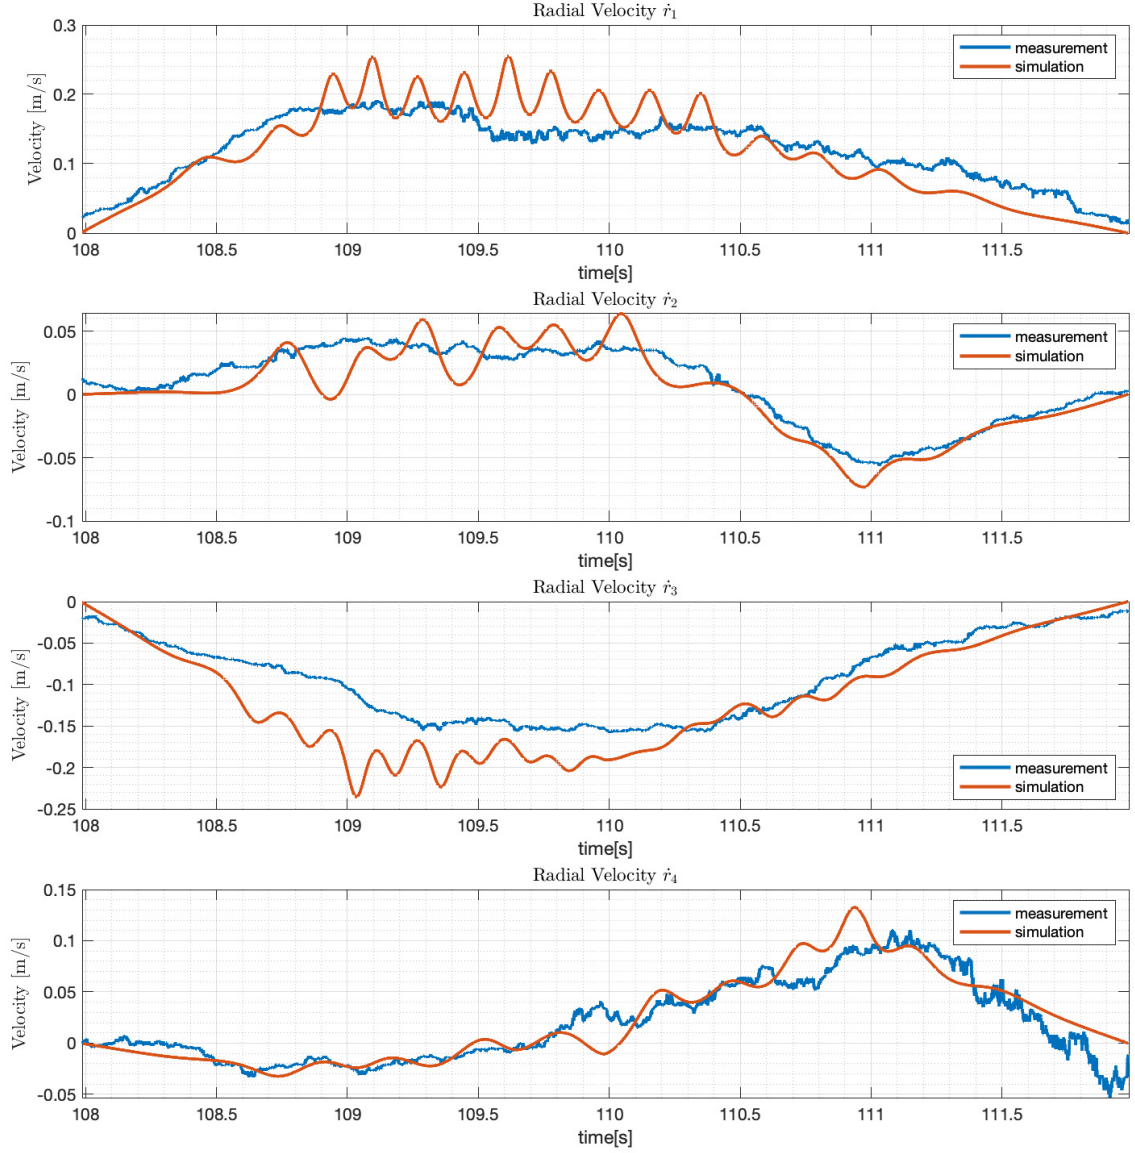 Radial Velocity ṙ₁
0.3
0.2
0.1
0
Velocity [m/s]
measurement
simulation
108 108.5 109 109.5 110 110.5 111 111.5
time[s]
Radial Velocity ṙ₂
0.05
0
-0.05
-0.1
Velocity [m/s]
measurement
simulation
108 108.5 109 109.5 110 110.5 111 111.5
time[s]
Radial Velocity ṙ₃
0
-0.05
-0.1
-0.15
-0.2
-0.25
Velocity [m/s]
measurement
simulation
108 108.5 109 109.5 110 110.5 111 111.5
time[s]
Radial Velocity ṙ₄
0.15
0.1
0.05
0
-0.05
Velocity [m/s]
measurement
simulation
108 108.5 109 109.5 110 110.5 111 111.5
time[s]